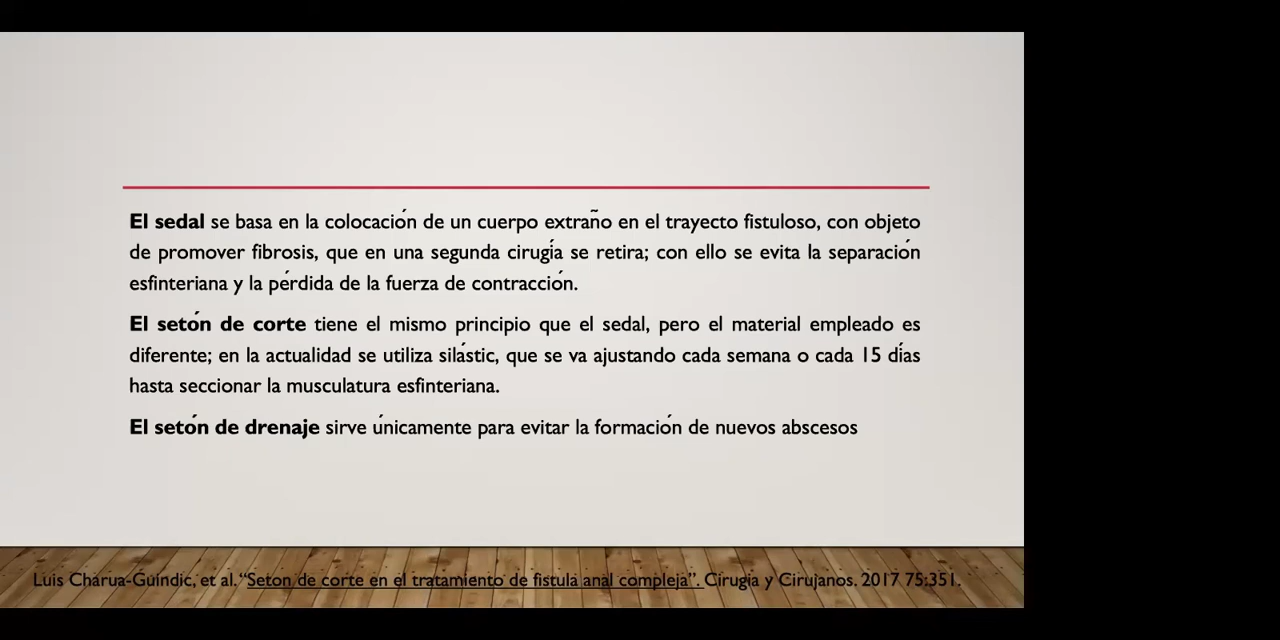 El sedal se basa en la colocación de un cuerpo extraño en el trayecto fistuloso, con objeto
de promover fibrosis, que en una segunda cirugía se retira; con ello se evita la separación
esfinteriana y la pérdida de la fuerza de contracción.
El setón de corte tiene el mismo principio que el sedal, pero el material empleado es
diferente; en la actualidad se utiliza silástic, que se va ajustando cada semana o cada 15 días
hasta seccionar la musculatura esfinteriana.
El setón de drenaje sirve únicamente para evitar la formación de nuevos abscesos
Luis Charúa-Guindic, et al. “Seton de corte en el tratamiento de fistula anal compleja”. Cirugia y Cirujanos. 2017 75:351.